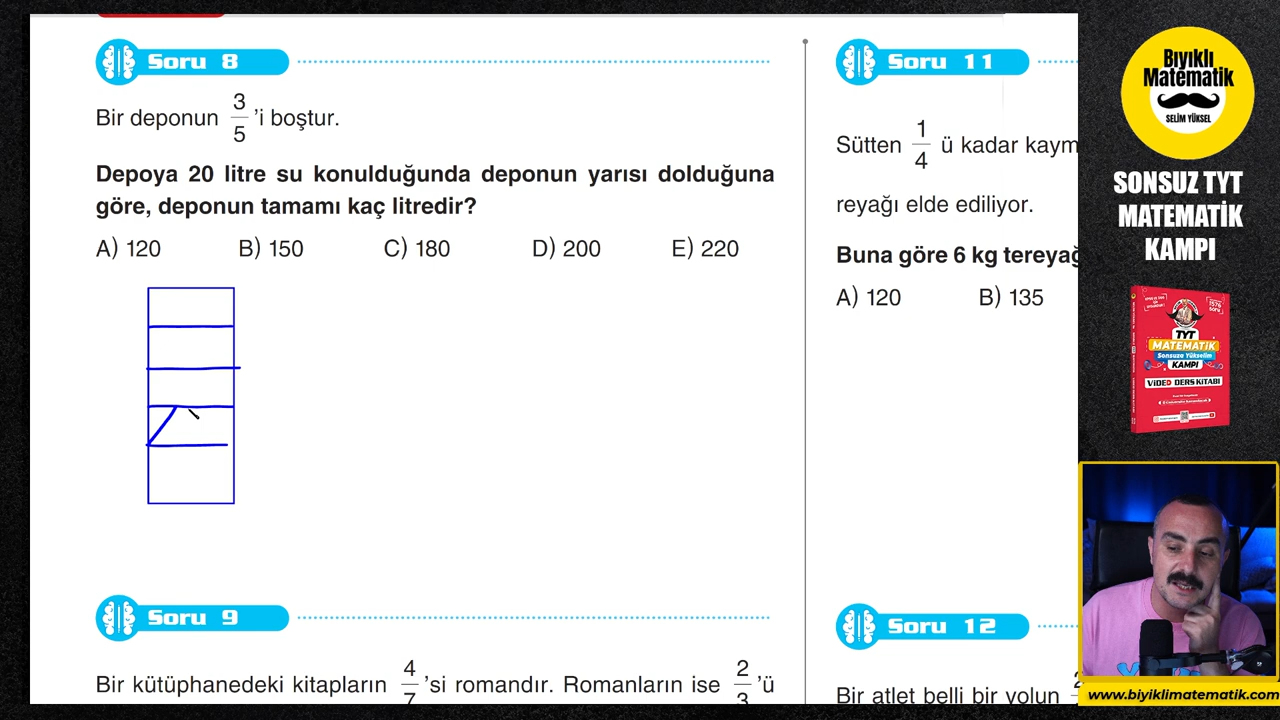 Soru 8
Bir deponun 3/5 'i boştur.
Depoya 20 litre su konulduğunda deponun yarısı dolduğuna
göre, deponun tamamı kaç litredir?
A) 120 B) 150 C) 180 D) 200 E) 220
Soru 9
Bir kütüphanedeki kitapların 4/7 'si romandır. Romanların ise 2/3 'ü
Soru 11
Sütten 1/4 ü kadar kaym
reyağı elde ediliyor.
Buna göre 6 kg tereyağ
A) 120 B) 135
Soru 12
Bir atlet belli bir yolun
Bıyıklı
Matematik
SELİM YÜKSEL
SONSUZ TYT
MATEMATİK
KAMPI
TYT
MATEMATİK
Sonsuze Yükselim
KAMPI
VİDEO DERS KİTABI
www.biyiklimatematik.com